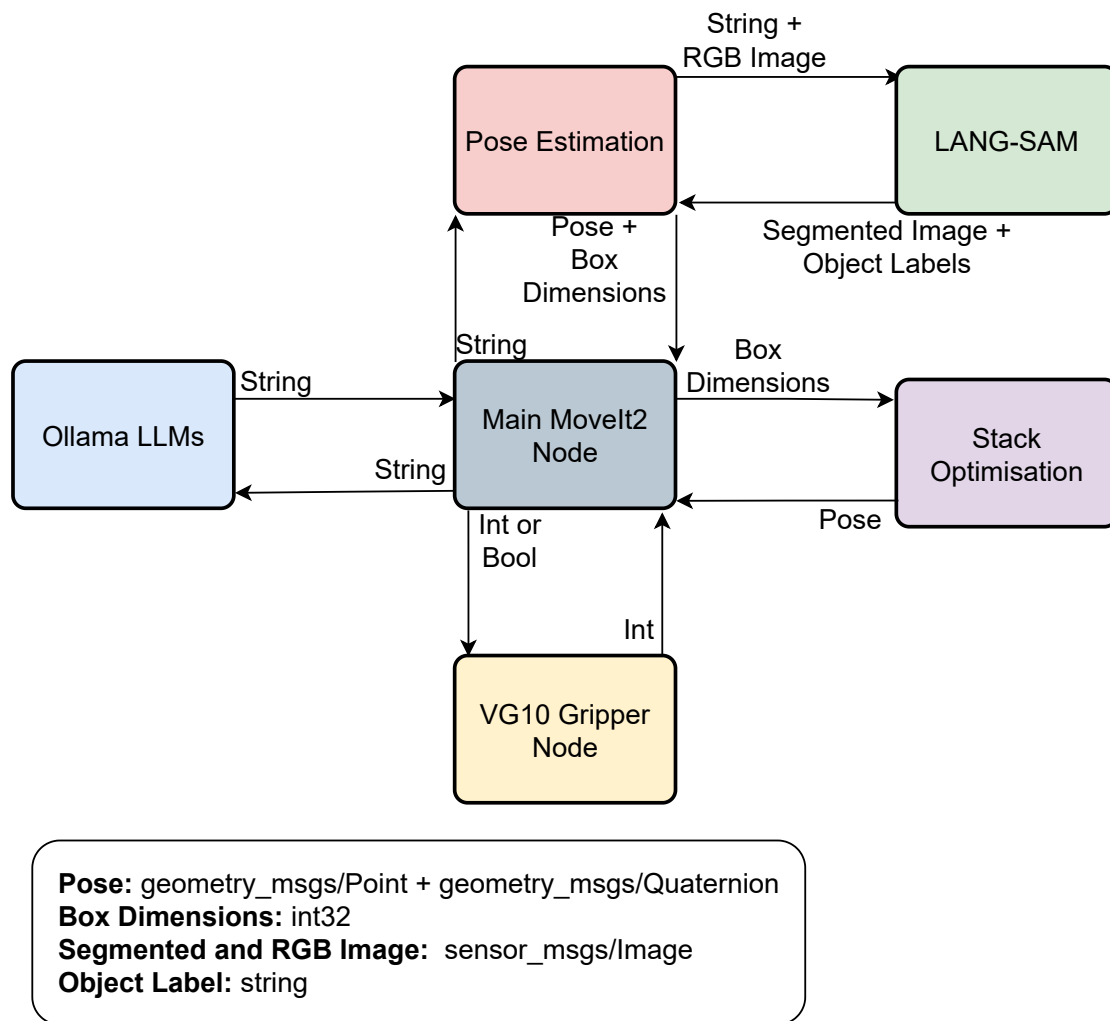 String +
RGB Image
Pose Estimation
LANG-SAM
Pose +
Box
Dimensions
Segmented Image +
Object Labels
String
Box
Dimensions
String
Ollama LLMs
Main MoveIt2
Node
Stack
Optimisation
String
Pose
Int or
Bool
Int
VG10 Gripper
Node
Pose: geometry_msgs/Point + geometry_msgs/Quaternion
Box Dimensions: int32
Segmented and RGB Image: sensor_msgs/Image
Object Label: string